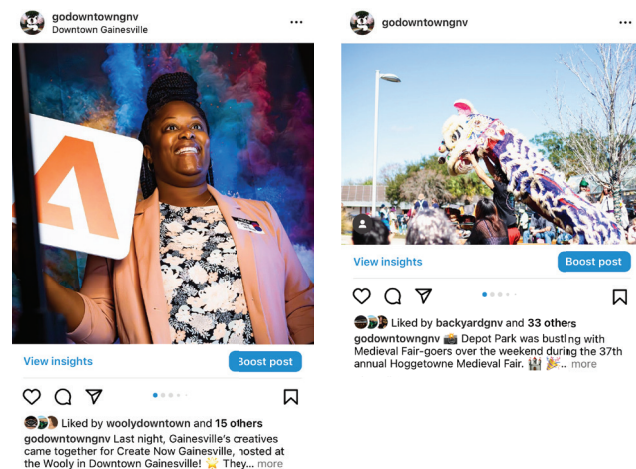 godowntowngnv
Downtown Gainesville
A
View insights
Boost post
Liked by woolydowntown and 15 others
godowntowngnv Last night, Gainesville's creatives
came together for Create Now Gainesville, hosted at
the Wooly in Downtown Gainesville! 🌟 They... more
godowntowngnv
View insights
Boost post
Liked by backyardgnv and 33 others
godowntowngnv 📸 Depot Park was bustling with
Medieval Fair-goers over the weekend during the 37th
annual Hoggetowne Medieval Fair. 🏰 🎉... more